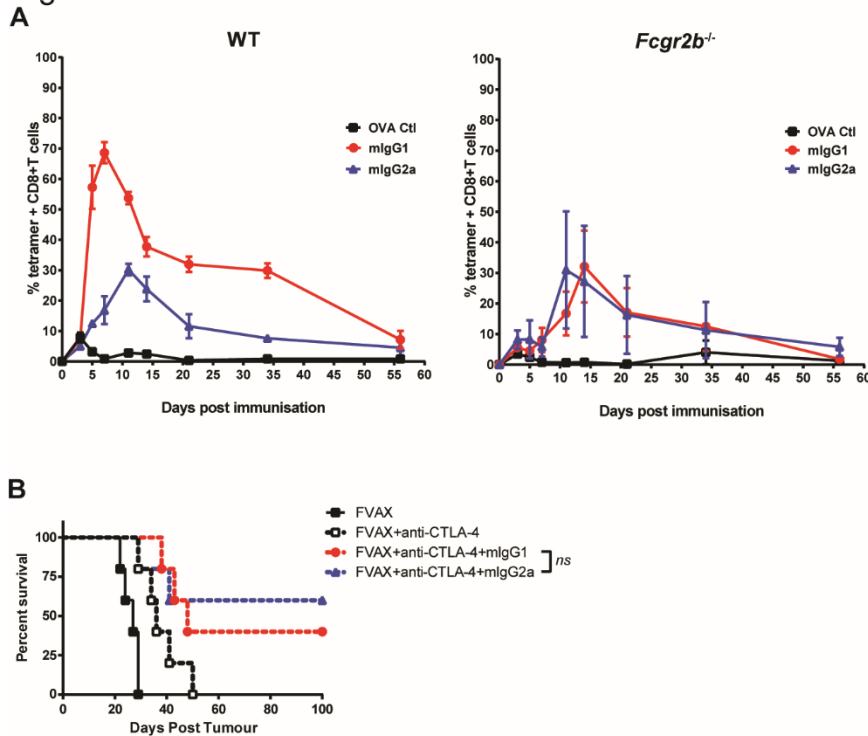 A
WT
Fcgr2b-/-
% tetramer + CD8+T cells
100
90
80
70
60
50
40
30
20
10
0
0 5 10 15 20 25 30 35 40 45 50 55 60
Days post immunisation
OVA Ctl
mIgG1
mIgG2a
% tetramer + CD8+T cells
100
90
80
70
60
50
40
30
20
10
0
0 5 10 15 20 25 30 35 40 45 50 55 60
Days post immunisation
OVA Ctl
mIgG1
mIgG2a
B
Percent survival
100
75
50
25
0
0 20 40 60 80 100
Days Post Tumour
FVAX
FVAX+anti-CTLA-4
FVAX+anti-CTLA-4+mIgG1
FVAX+anti-CTLA-4+mIgG2a
ns